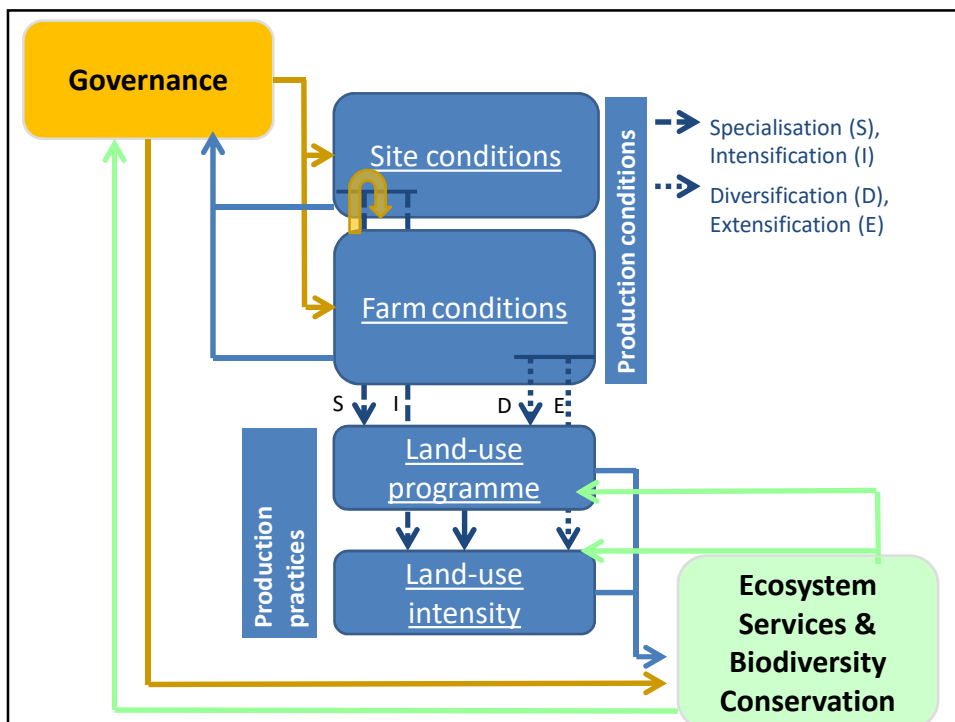 Governance
Site conditions
Farm conditions
Production conditions
Specialisation (S),
Intensification (I)
Diversification (D),
Extensification (E)
S
I
D
E
Production
practices
Land-use
programme
Land-use
intensity
Ecosystem
Services &
Biodiversity
Conservation